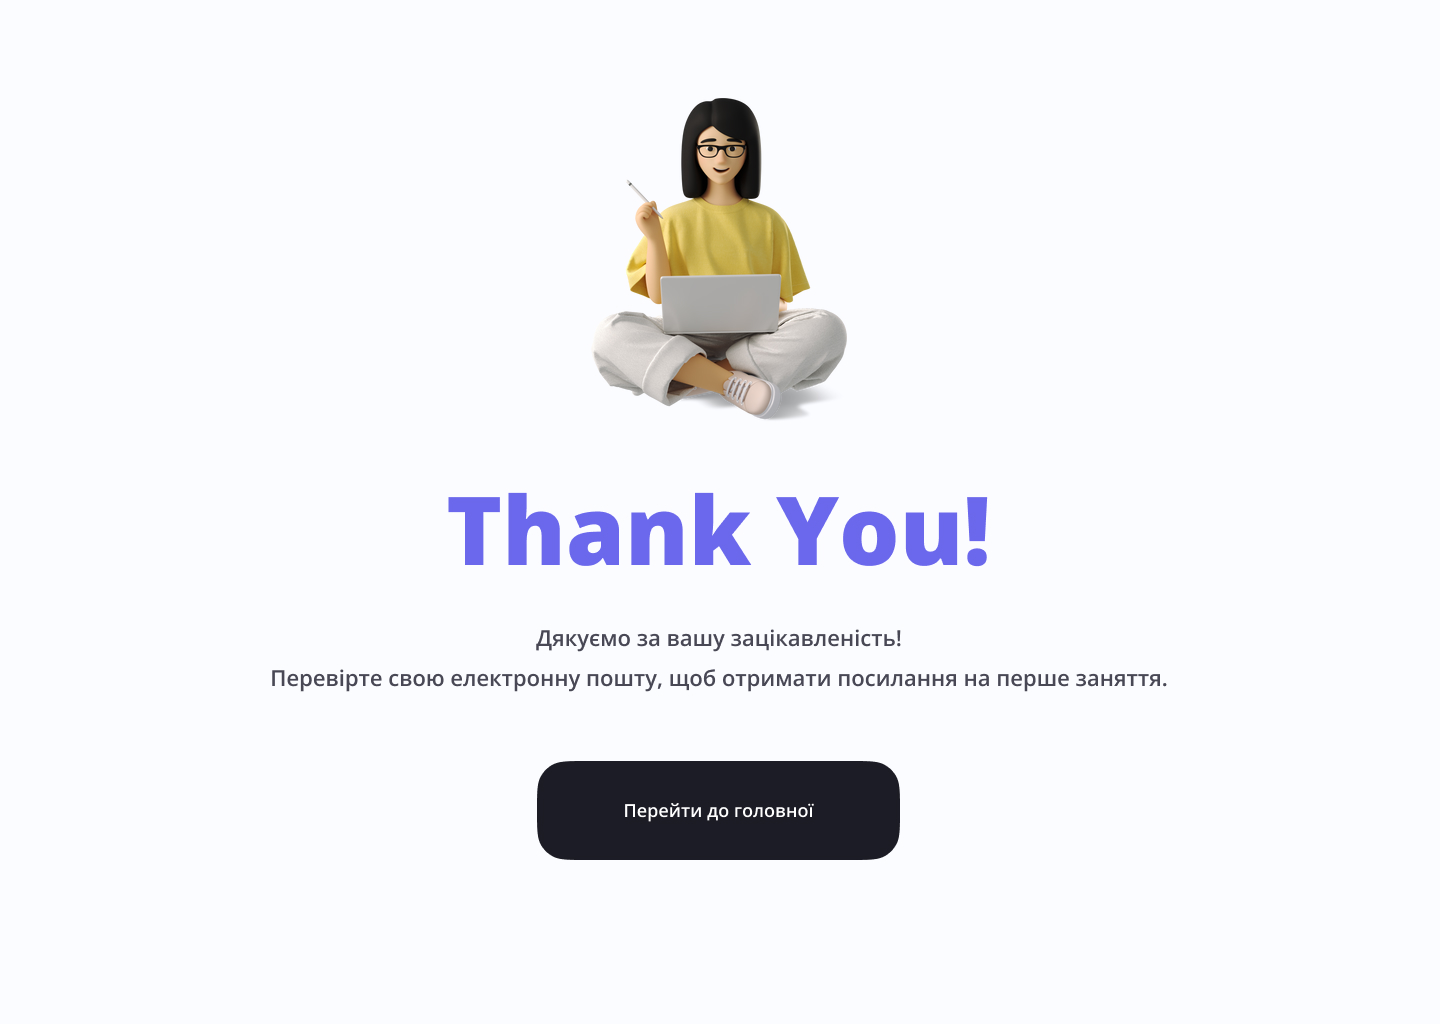 Thank You!
Дякуємо за вашу зацікавленість!
Перевірте свою електронну пошту, щоб отримати посилання на перше заняття.
Перейти до головної